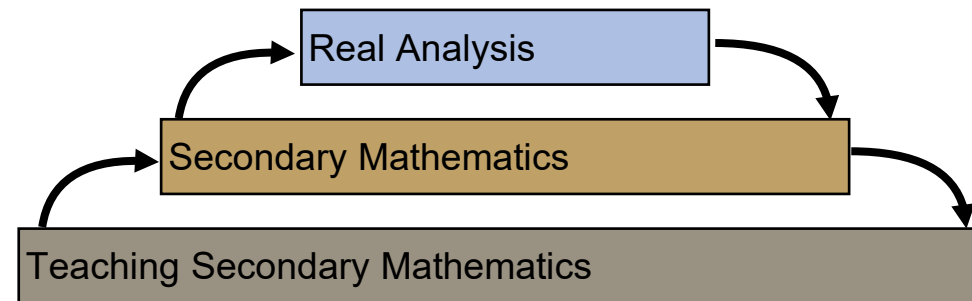 Real Analysis
Secondary Mathematics
Teaching Secondary Mathematics